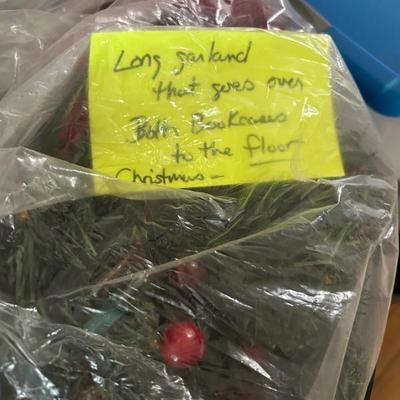 Long garland
that goes over
Both Bookcases
to the floor
Christmas –